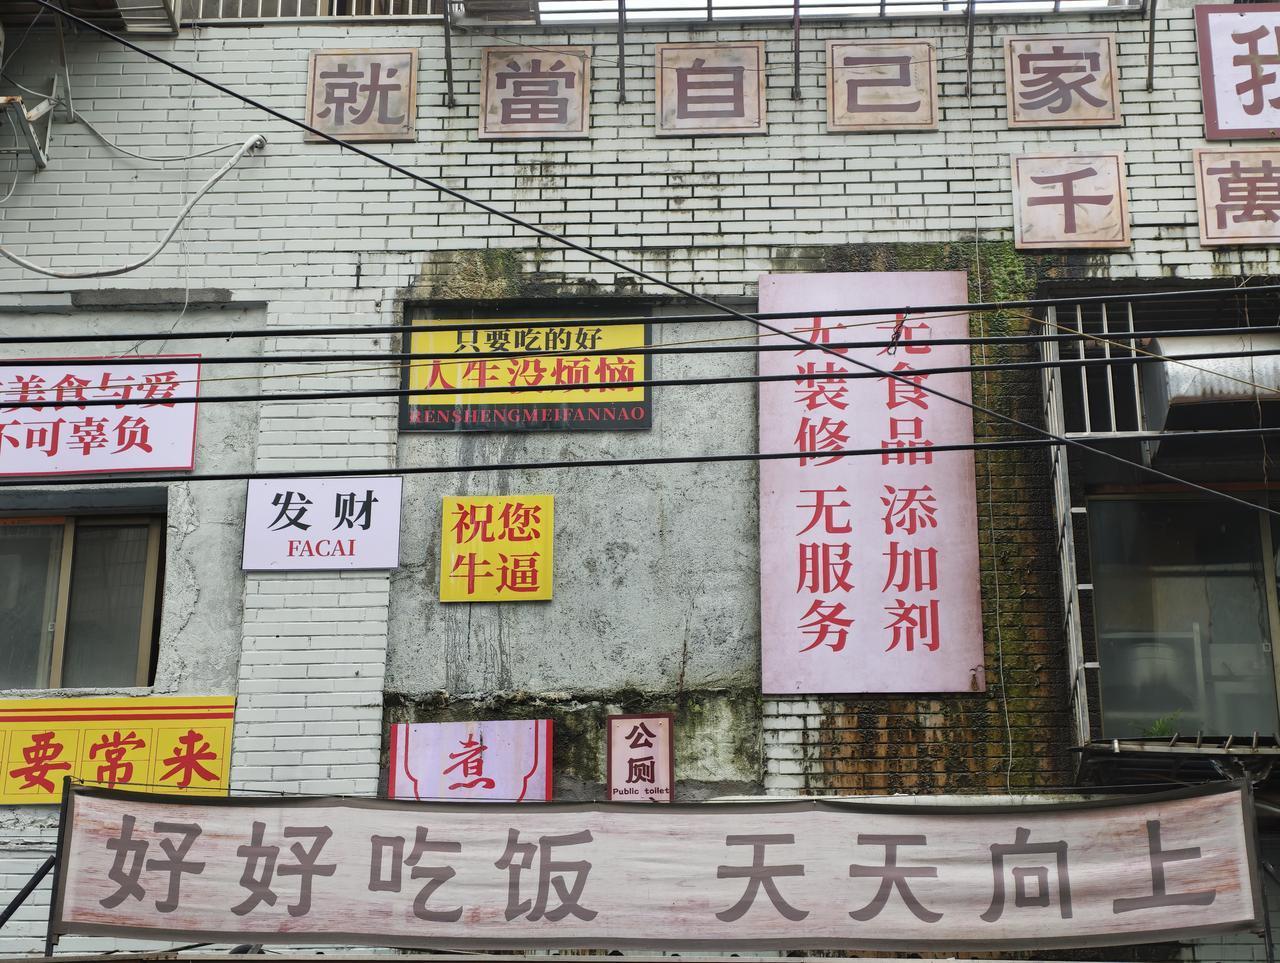 就當自己家
我
千萬
只要吃的好
人生没烦恼
RENSHENGMEIFANNAO
美食与爱
不可辜负
发财
FACAI
祝您
牛逼
无食品 添加剂
无装修 无服务
要常来
煮
公厕
Public toilet
好好吃饭 天天向上